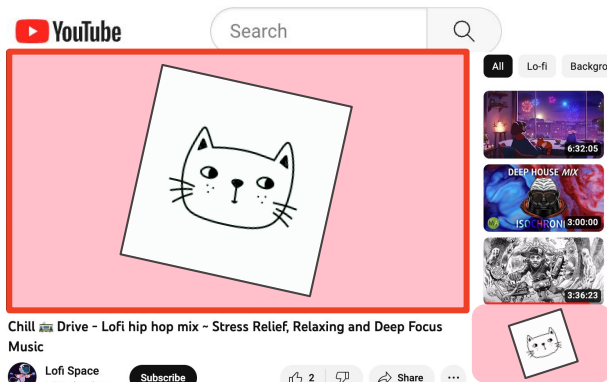 YouTube
Search
All
Lo-fi
Backgro
6:32:05
DEEP HOUSE MIX
ISOCHRONI
3:00:00
3:36:23
Chill 📻 Drive - Lofi hip hop mix ~ Stress Relief, Relaxing and Deep Focus
Music
Lofi Space
Subscribe
2
Share